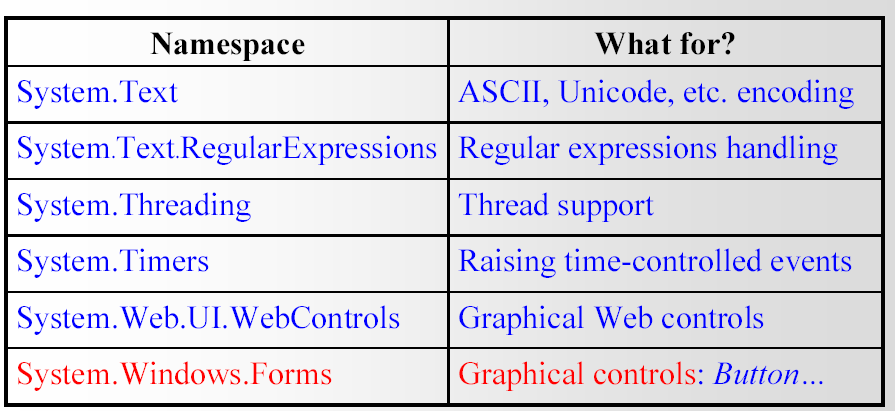 Namespace What for?
System.Text ASCII, Unicode, etc. encoding
System.Text.RegularExpressions Regular expressions handling
System.Threading Thread support
System.Timers Raising time-controlled events
System.Web.UI.WebControls Graphical Web controls
System.Windows.Forms Graphical controls: Button...